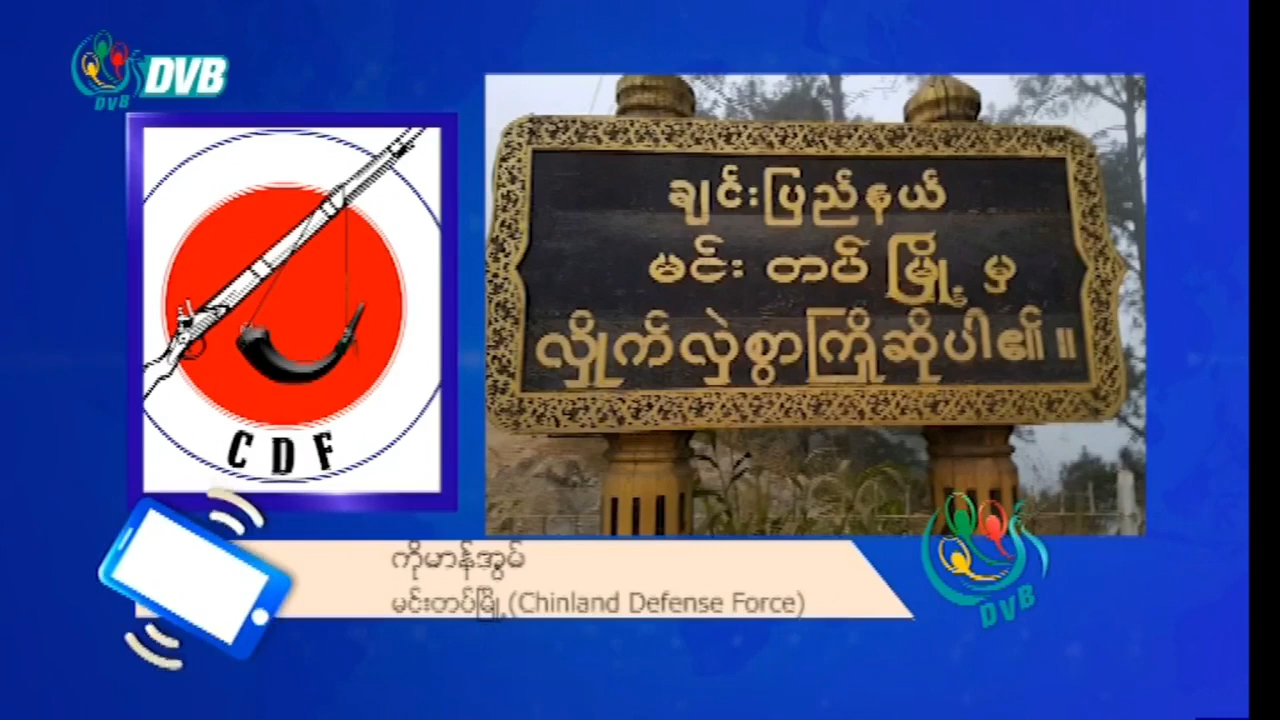 DVB
DVB
ချင်းပြည်နယ်
မင်း တပ် မြို့ မှ
လှိုက်လှဲစွာကြိုဆိုပါ၏။
CDF
ကိုမာန်အွမ်
မင်းတပ်မြို့ (Chinland Defense Force)
DVB